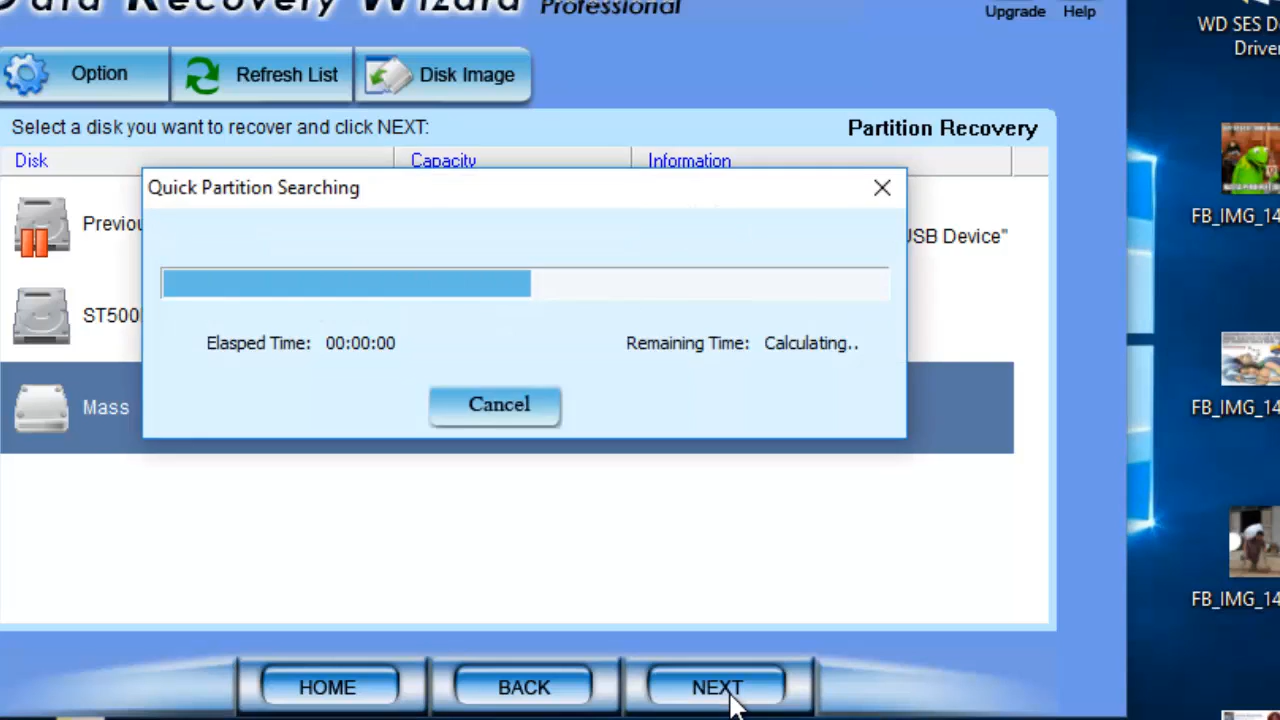 Data Recovery Wizard Professional
Upgrade Help
Option Refresh List Disk Image
Select a disk you want to recover and click NEXT: Partition Recovery
Disk Capacity Information
Quick Partition Searching
USB Device"
ST500
Elasped Time: 00:00:00 Remaining Time: Calculating..
Mass
Cancel
HOME BACK NEXT
WD SES
FB_IMG_14
FB_IMG_14
FB_IMG_14